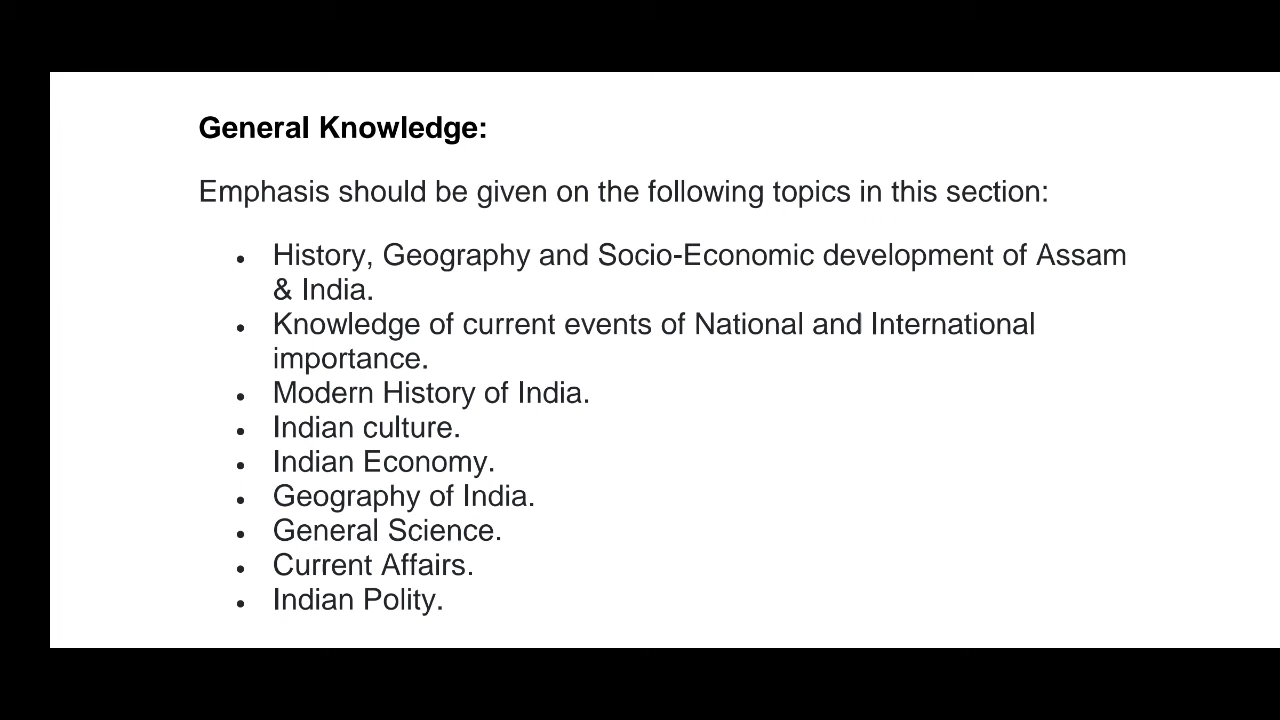 General Knowledge:
Emphasis should be given on the following topics in this section:
• History, Geography and Socio-Economic development of Assam
& India.
• Knowledge of current events of National and International
importance.
• Modern History of India.
• Indian culture.
• Indian Economy.
• Geography of India.
• General Science.
• Current Affairs.
• Indian Polity.